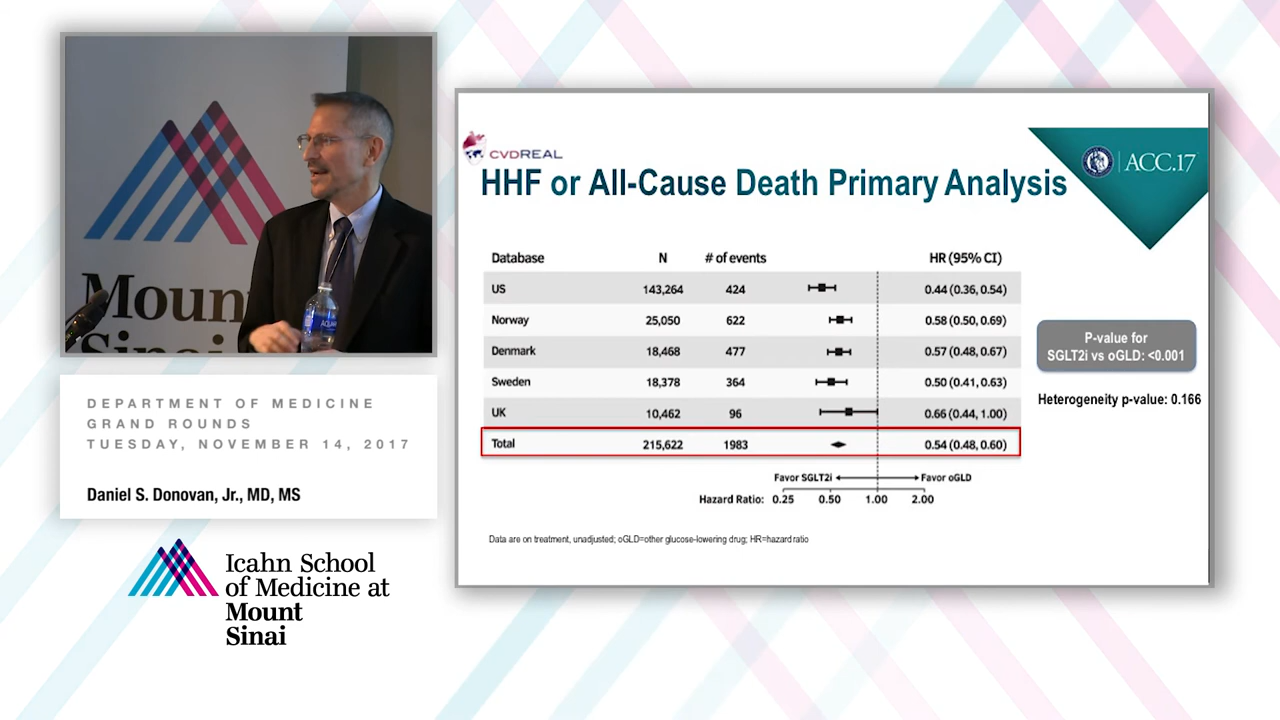 Mount
Sinai
AQUAF
DEPARTMENT OF MEDICINE
GRAND ROUNDS
TUESDAY, NOVEMBER 14, 2017
Daniel S. Donovan, Jr., MD, MS
Icahn School
of Medicine at
Mount
Sinai
CVDREAL
ACC.17
HHF or All-Cause Death Primary Analysis
Database N # of events HR (95% CI)
US 143,264 424 0.44 (0.36, 0.54)
Norway 25,050 622 0.58 (0.50, 0.69)
Denmark 18,468 477 0.57 (0.48, 0.67)
Sweden 18,378 364 0.50 (0.41, 0.63)
UK 10,462 96 0.66 (0.44, 1.00)
Total 215,622 1983 0.54 (0.48, 0.60)
Favor SGLT2i Favor oGLD
Hazard Ratio: 0.25 0.50 1.00 2.00
P-value for
SGLT2i vs oGLD: <0.001
Heterogeneity p-value: 0.166
Data are on treatment, unadjusted; oGLD=other glucose-lowering drug; HR=hazard ratio